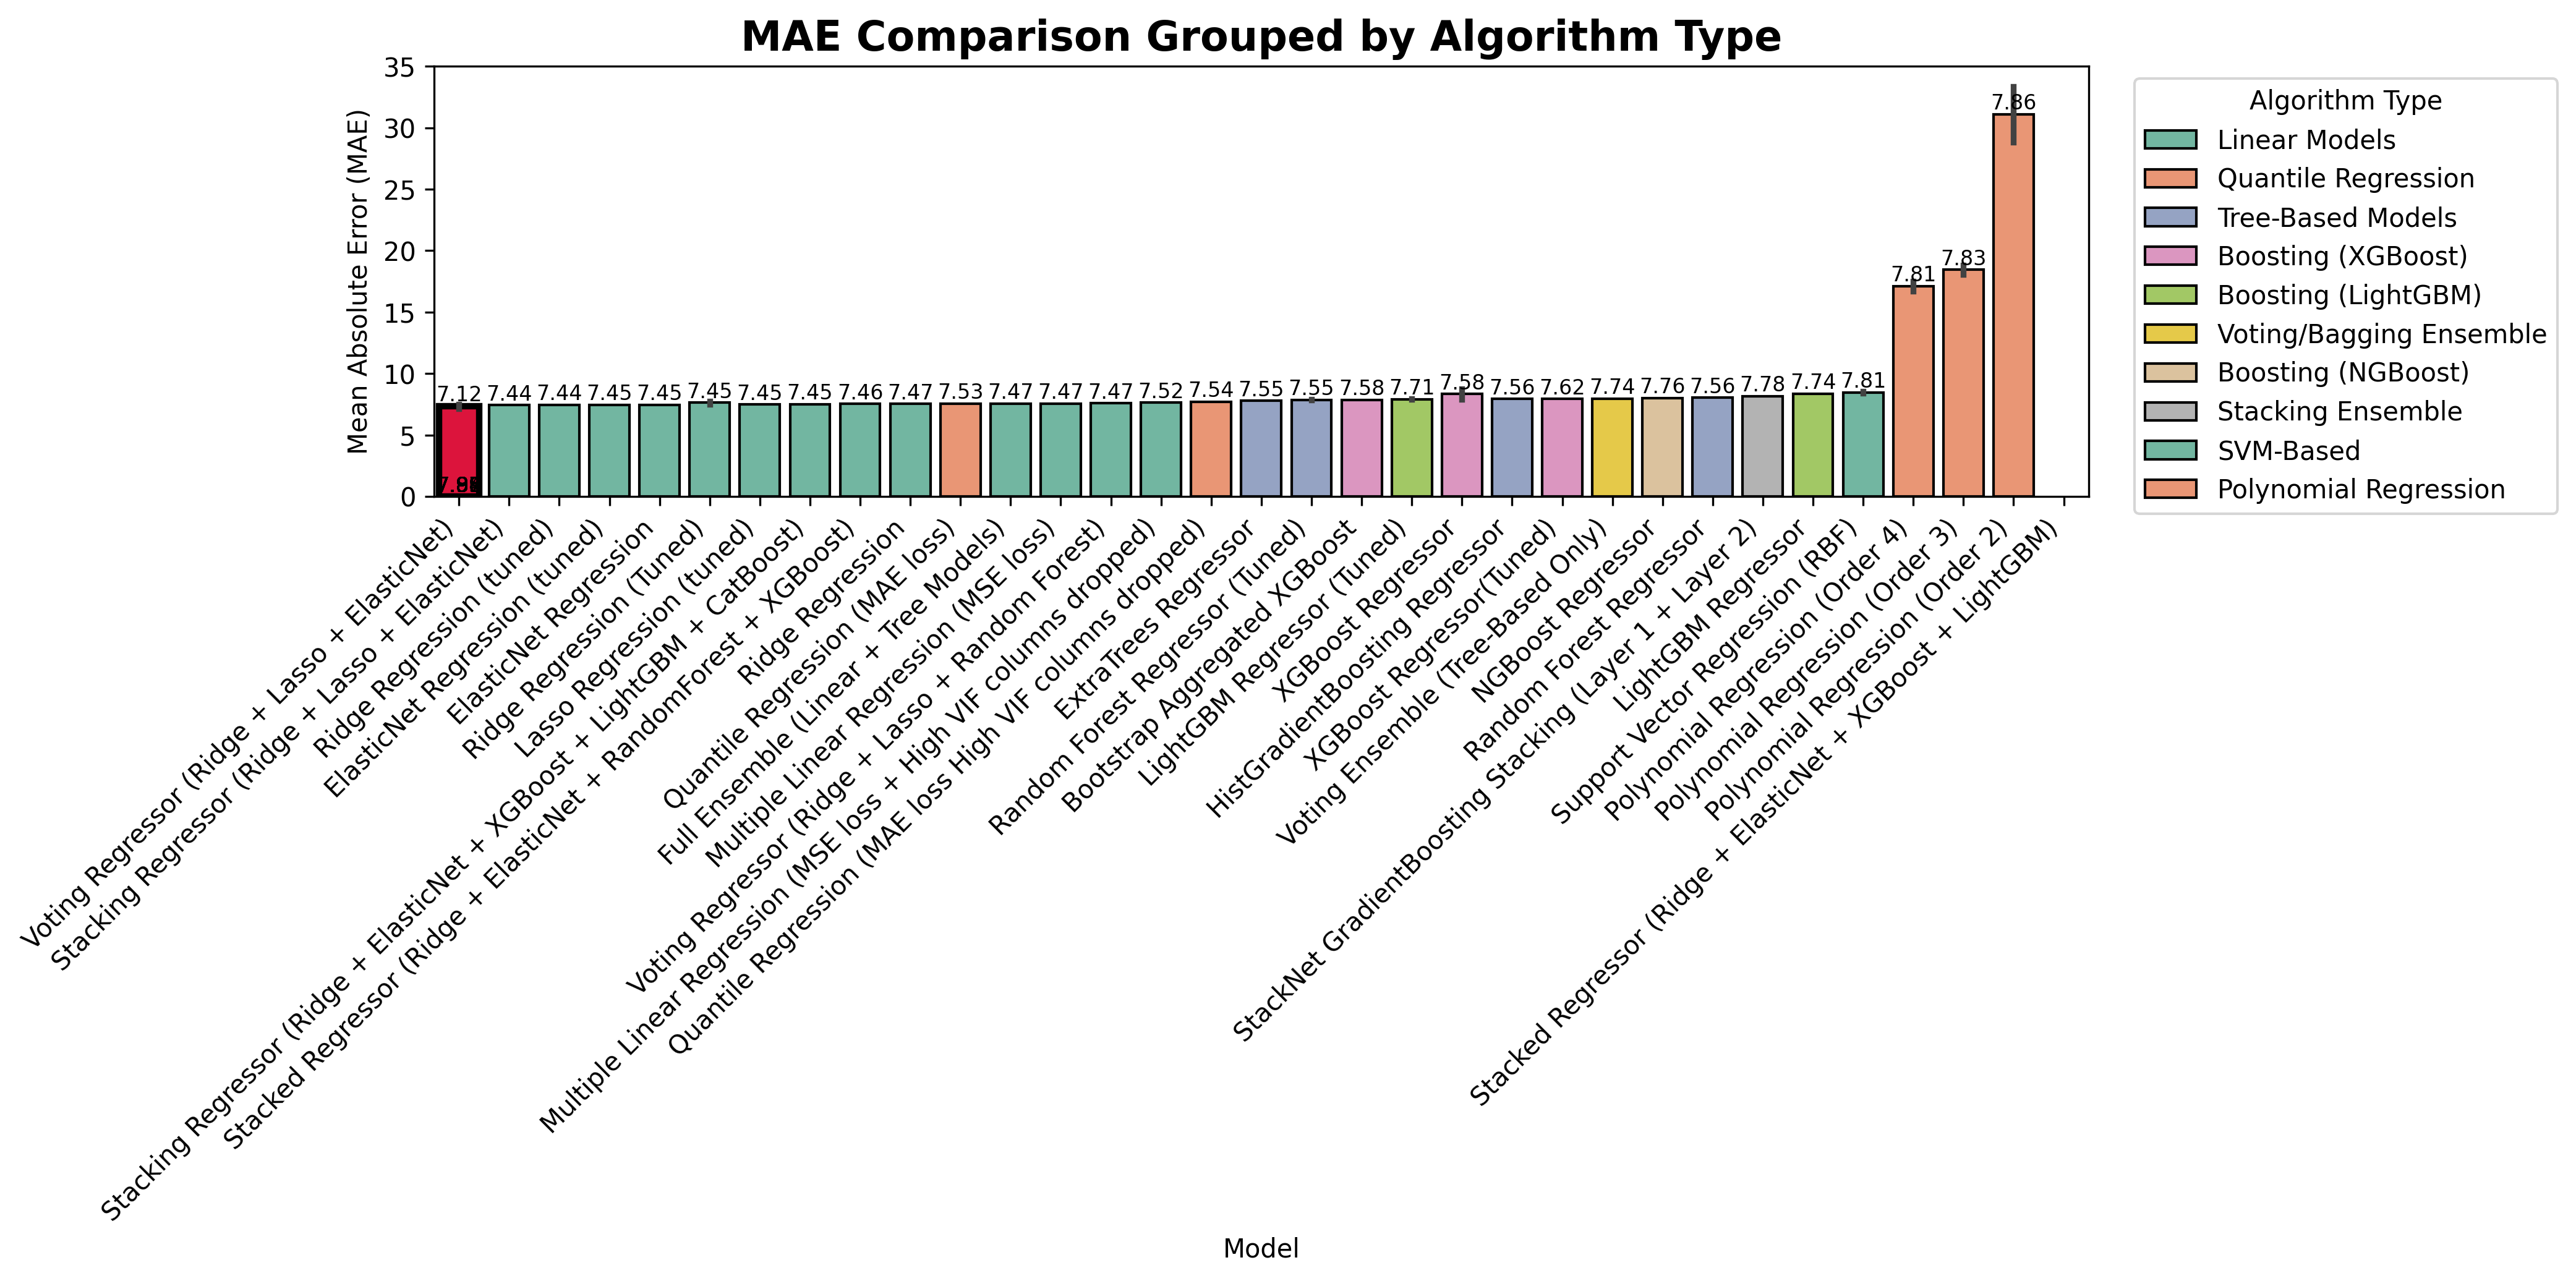 MAE Comparison Grouped by Algorithm Type
Mean Absolute Error (MAE)
35
30
25
20
15
10
5
0
7.12
7.44
7.44
7.45
7.45
7.45
7.45
7.45
7.46
7.47
7.53
7.47
7.47
7.47
7.52
7.54
7.55
7.55
7.58
7.71
7.58
7.56
7.62
7.74
7.76
7.56
7.78
7.74
7.81
7.81
7.83
7.86
Voting Regressor (Ridge + Lasso + ElasticNet)
Stacking Regressor (Ridge + Lasso + ElasticNet)
Ridge Regression (tuned)
ElasticNet Regression (tuned)
ElasticNet Regression
Ridge Regression (Tuned)
Lasso Regression (tuned)
Stacking Regressor (Ridge + ElasticNet + XGBoost + LightGBM + CatBoost)
Stacked Regressor (Ridge + ElasticNet + RandomForest + XGBoost)
Ridge Regression
Quantile Regression (MAE loss)
Full Ensemble (Linear + Tree Models)
Multiple Linear Regression (MSE loss)
Voting Regressor (Ridge + Lasso + Random Forest)
Multiple Linear Regression (MSE loss + High VIF columns dropped)
Quantile Regression (MAE loss High VIF columns dropped)
ExtraTrees Regressor
Random Forest Regressor (Tuned)
Bootstrap Aggregated XGBoost
LightGBM Regressor (Tuned)
XGBoost Regressor
HistGradientBoosting Regressor
XGBoost Regressor(Tuned)
Voting Ensemble (Tree-Based Only)
NGBoost Regressor
Random Forest Regressor
StackNet GradientBoosting Stacking (Layer 1 + Layer 2)
LightGBM Regressor
Support Vector Regression (RBF)
Polynomial Regression (Order 4)
Polynomial Regression (Order 3)
Polynomial Regression (Order 2)
Stacked Regressor (Ridge + ElasticNet + XGBoost + LightGBM)
Model
Algorithm Type
Linear Models
Quantile Regression
Tree-Based Models
Boosting (XGBoost)
Boosting (LightGBM)
Voting/Bagging Ensemble
Boosting (NGBoost)
Stacking Ensemble
SVM-Based
Polynomial Regression